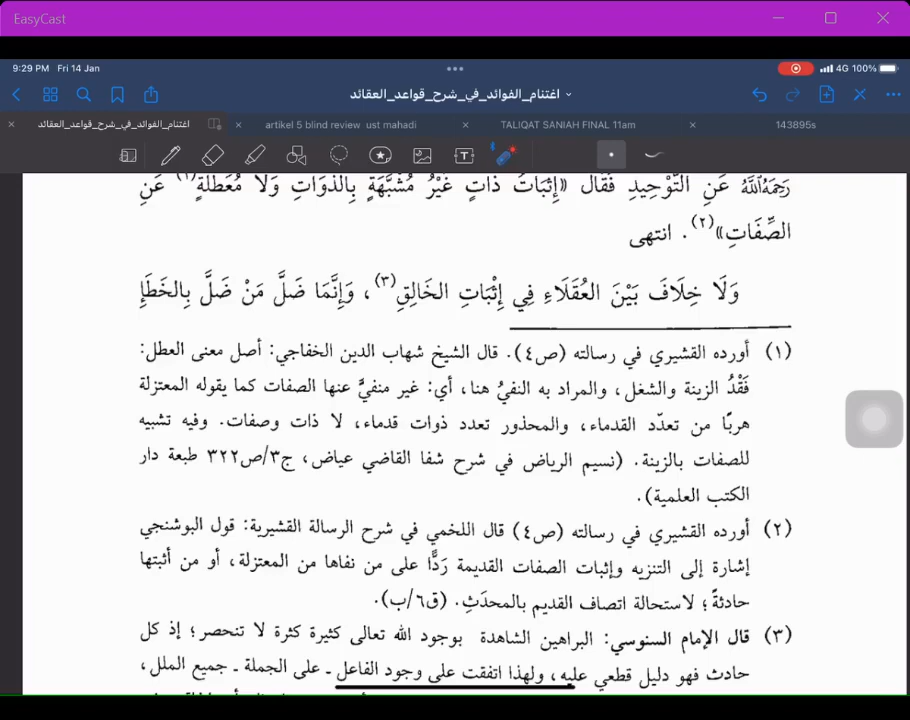 EasyCast
9:29 PM Fri 14 Jan
4G 100%
اغتنام_الفوائد_في_شرح_قواعد_العقائد
اغتنام_الفوائد_في_شرح_قواعد_العقائد
artikel 5 blind review ust mahadi
TALIQAT SANIAH FINAL 11am
143895s
رَحِمَهُ اللَّهُ عَنِ التَّوْحِيدِ فَقَالَ «إِثْبَاتُ ذَاتٍ غَيْرُ مُشَبَّهَةٍ بِالذَّوَاتِ وَلَا مُعَطَّلَةٍ(١) عَنِ
الصِّفَاتِ»(٢). انتهى
وَلَا خِلَافَ بَيْنَ العُقَلَاءِ فِي إِثْبَاتِ الخَالِقِ(٣)، وَإِنَّمَا ضَلَّ مَنْ ضَلَّ بِالخَطَإِ
(١) أورده القشيري في رسالته (ص٤). قال الشيخ شهاب الدين الخفاجي: أصل معنى العطل:
فَقْدُ الزينة والشغل، والمراد به النفيُ هنا، أي: غير منفيٍّ عنها الصفات كما يقوله المعتزلة
هربًا من تعدّد القدماء، والمحذور تعدد ذوات قدماء، لا ذات وصفات. وفيه تشبيه
للصفات بالزينة. (نسيم الرياض في شرح شفا القاضي عياض، ج٣/ص٣٢٢ طبعة دار
الكتب العلمية).
(٢) أورده القشيري في رسالته (ص٤) قال اللخمي في شرح الرسالة القشيرية: قول البوشنجي
إشارة إلى التنزيه وإثبات الصفات القديمة رَدًّا على من نفاها من المعتزلة، أو من أثبتها
حادثةً؛ لاستحالة اتصاف القديم بالمحدَثِ. (ق٦/ب).
(٣) قال الإمام السنوسي: البراهين الشاهدة بوجود الله تعالى كثيرة كثرة لا تنحصر؛ إذ كل
حادث فهو دليل قطعي عليه، ولهذا اتفقت على وجود الفاعل ـ على الجملة ـ جميع الملل،